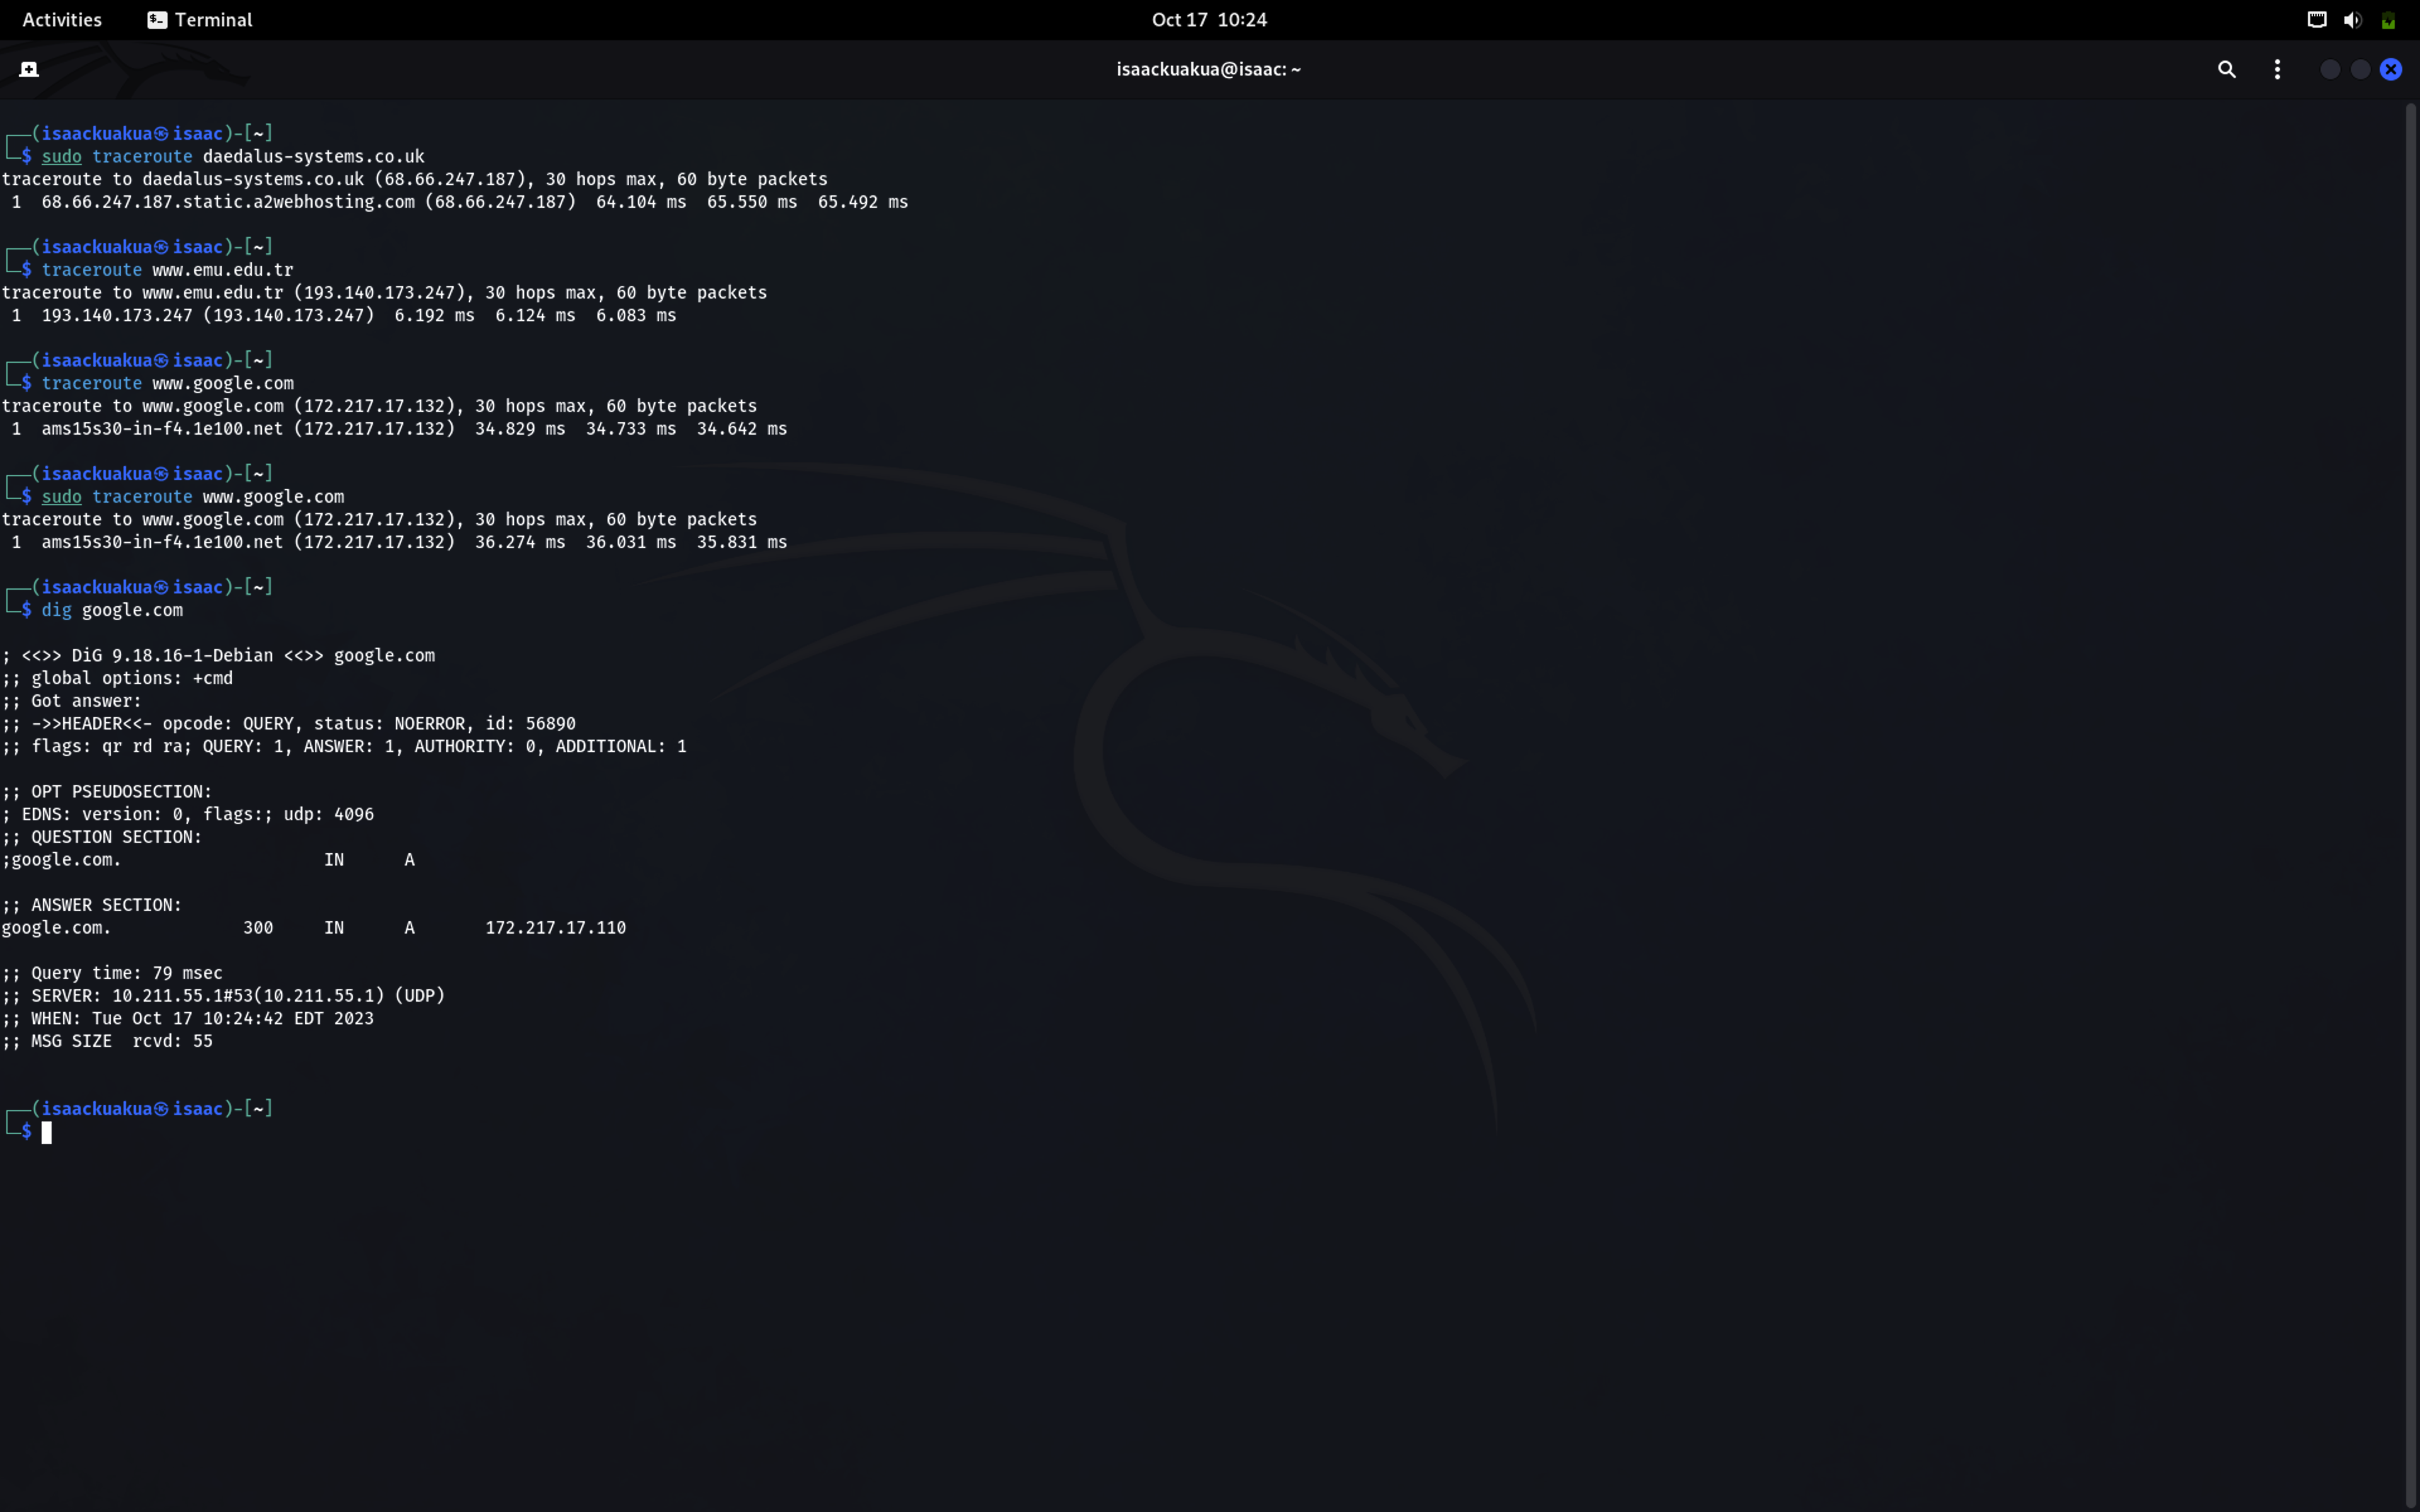 Activities Terminal Oct 17 10:24
isaackuakua@isaac: ~
┌──(isaackuakua㉿isaac)-[~]
└─$ sudo traceroute daedalus-systems.co.uk
traceroute to daedalus-systems.co.uk (68.66.247.187), 30 hops max, 60 byte packets
 1  68.66.247.187.static.a2webhosting.com (68.66.247.187)  64.104 ms  65.550 ms  65.492 ms
┌──(isaackuakua㉿isaac)-[~]
└─$ traceroute www.emu.edu.tr
traceroute to www.emu.edu.tr (193.140.173.247), 30 hops max, 60 byte packets
 1  193.140.173.247 (193.140.173.247)  6.192 ms  6.124 ms  6.083 ms
┌──(isaackuakua㉿isaac)-[~]
└─$ traceroute www.google.com
traceroute to www.google.com (172.217.17.132), 30 hops max, 60 byte packets
 1  ams15s30-in-f4.1e100.net (172.217.17.132)  34.829 ms  34.733 ms  34.642 ms
┌──(isaackuakua㉿isaac)-[~]
└─$ sudo traceroute www.google.com
traceroute to www.google.com (172.217.17.132), 30 hops max, 60 byte packets
 1  ams15s30-in-f4.1e100.net (172.217.17.132)  36.274 ms  36.031 ms  35.831 ms
┌──(isaackuakua㉿isaac)-[~]
└─$ dig google.com
; <<>> DiG 9.18.16-1-Debian <<>> google.com
;; global options: +cmd
;; Got answer:
;; ->>HEADER<<- opcode: QUERY, status: NOERROR, id: 56890
;; flags: qr rd ra; QUERY: 1, ANSWER: 1, AUTHORITY: 0, ADDITIONAL: 1
;; OPT PSEUDOSECTION:
; EDNS: version: 0, flags:; udp: 4096
;; QUESTION SECTION:
;google.com.                    IN      A
;; ANSWER SECTION:
google.com.             300     IN      A       172.217.17.110
;; Query time: 79 msec
;; SERVER: 10.211.55.1#53(10.211.55.1) (UDP)
;; WHEN: Tue Oct 17 10:24:42 EDT 2023
;; MSG SIZE  rcvd: 55
┌──(isaackuakua㉿isaac)-[~]
└─$